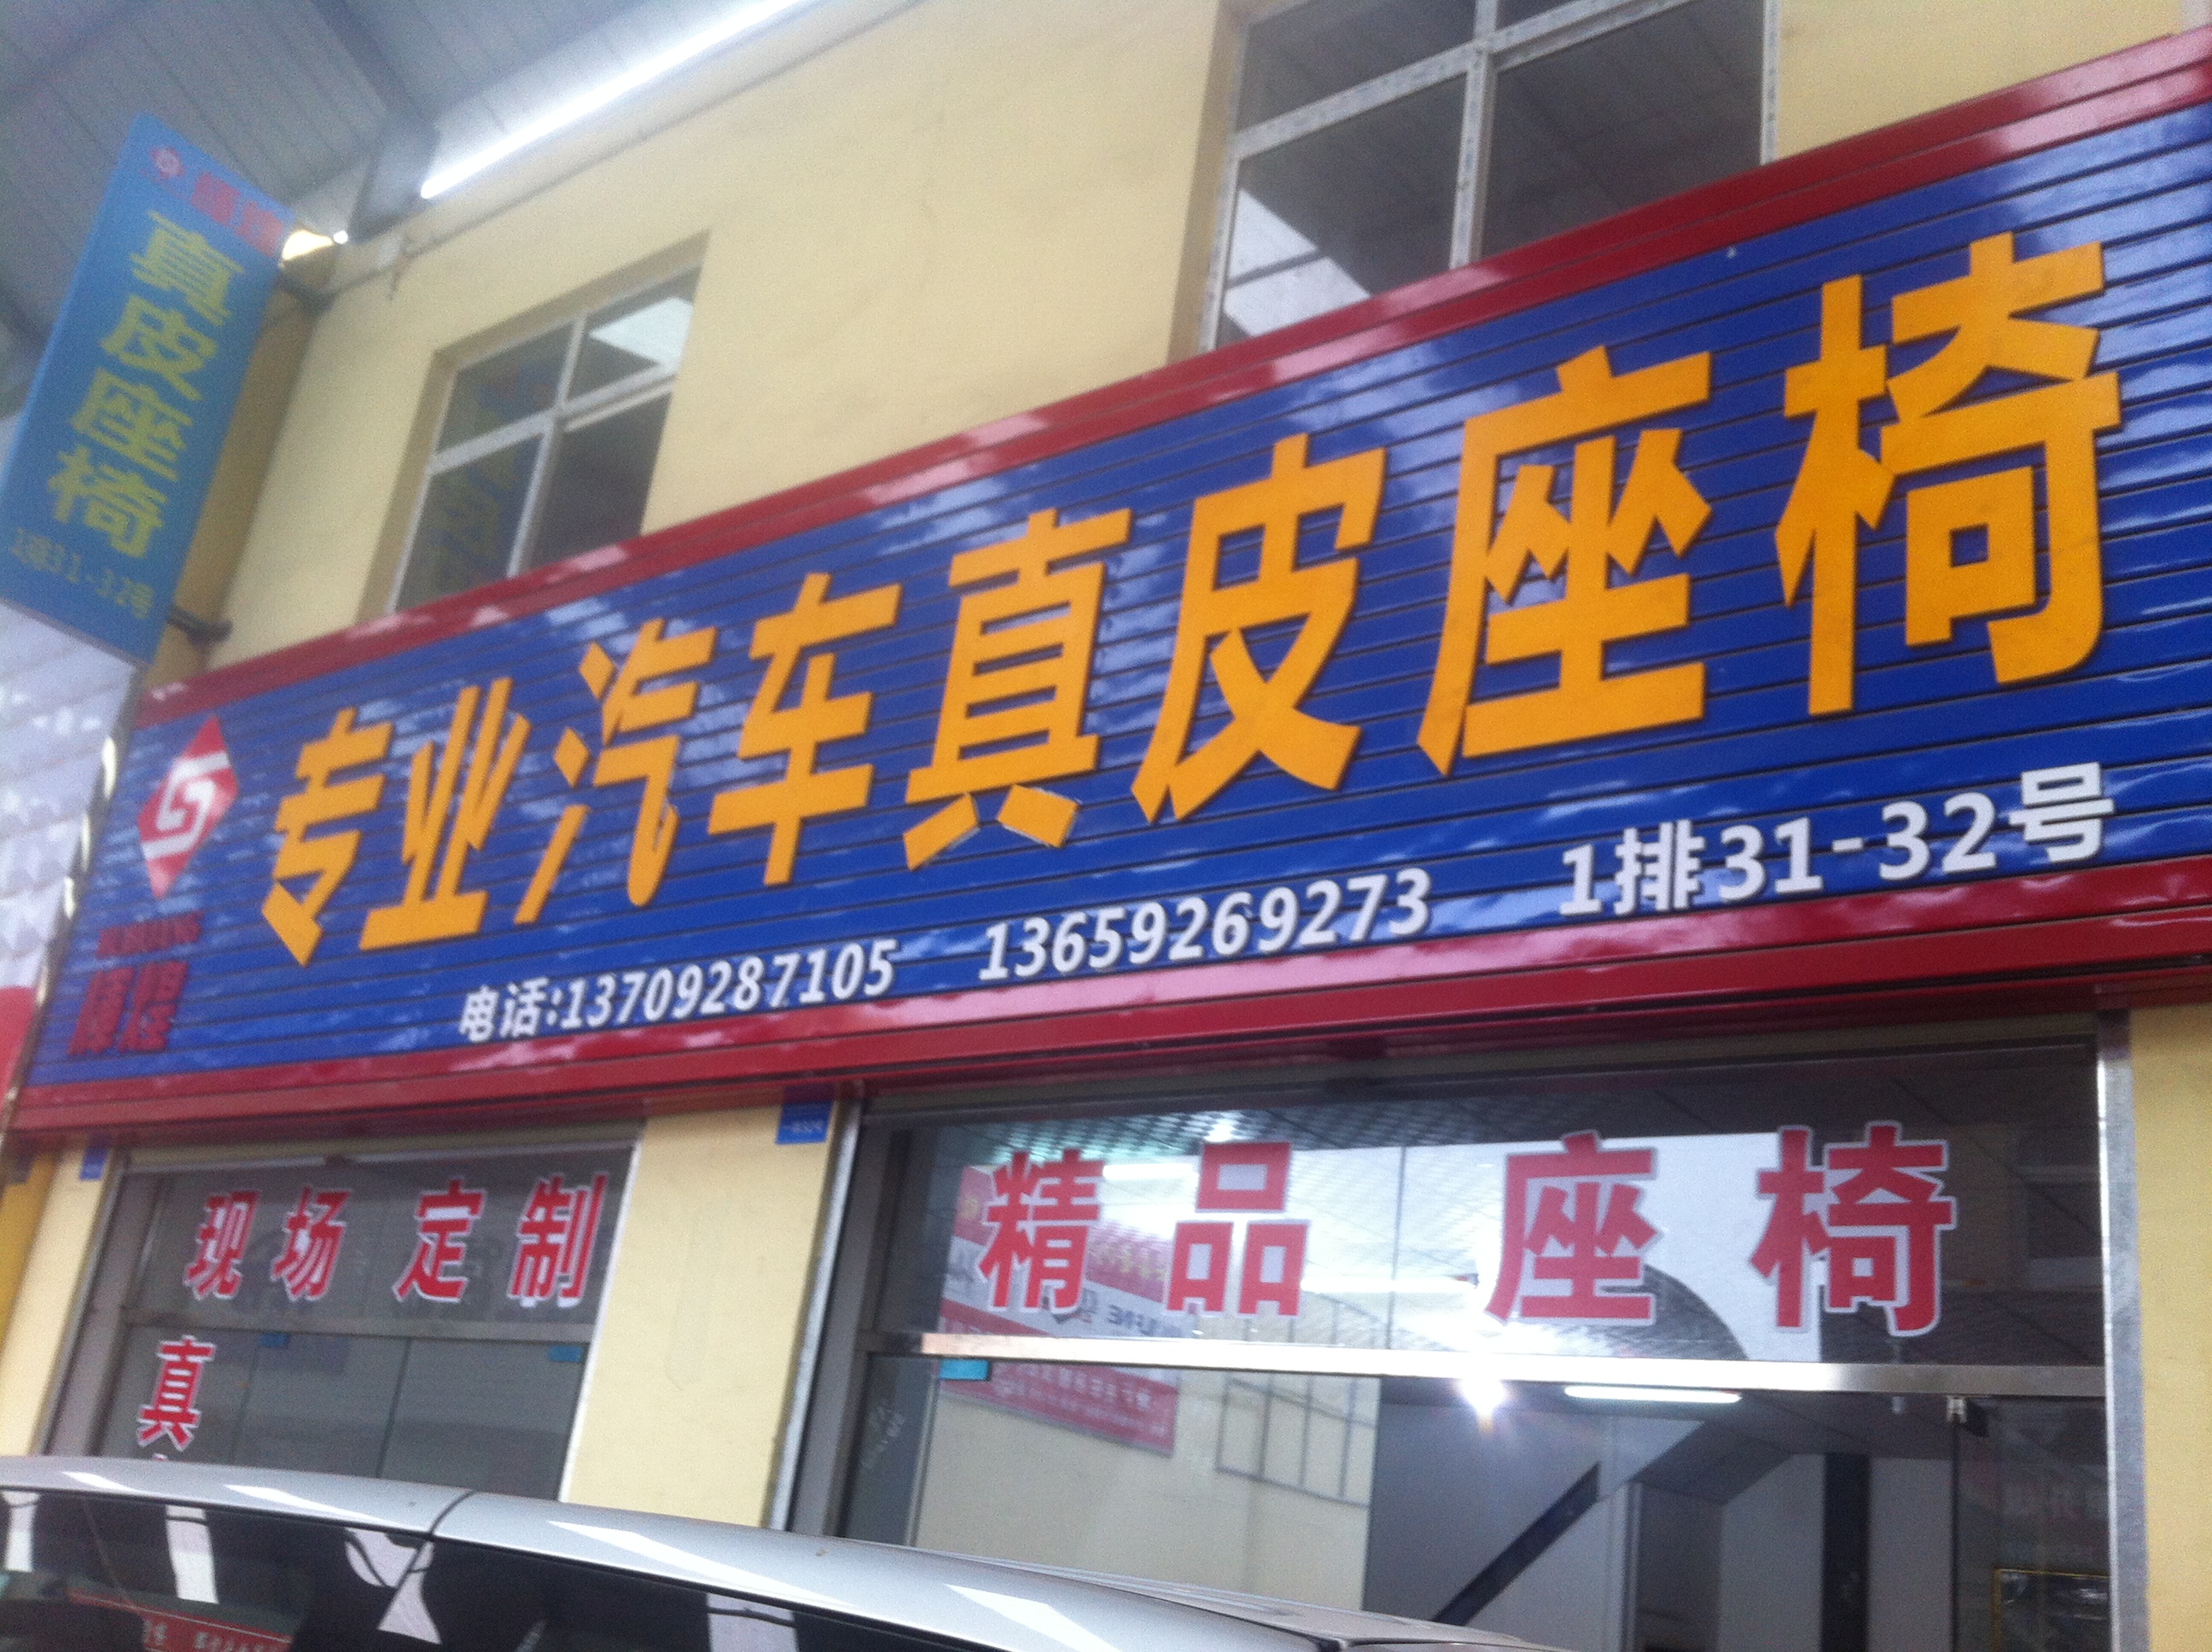 真皮座椅
1排31-32号
专业汽车真皮座椅
辉煌
电话:13709287105 13659269273 1排31-32号
现场 定制
精品 座椅
真